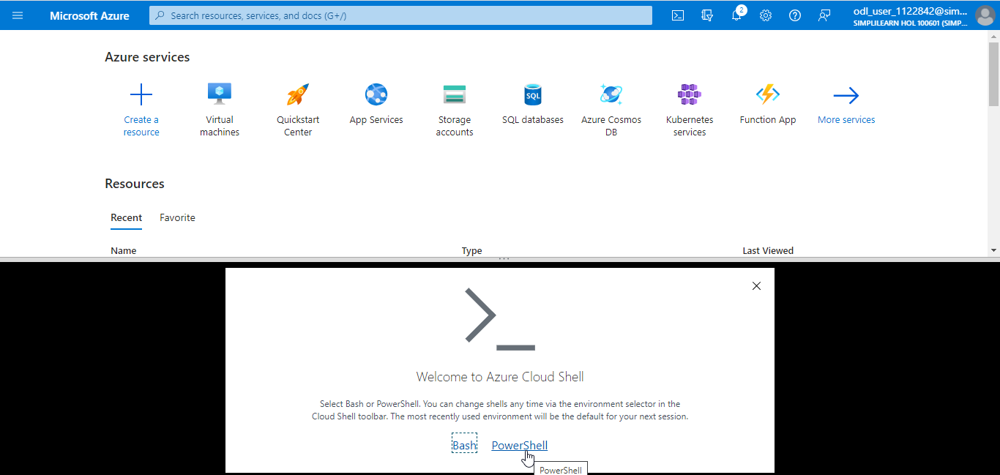 Microsoft Azure
Search resources, services, and docs (G+/)
2
odl_user_1122842@sim...
SIMPLILEARN HOL 100601 (SIMP...
Azure services
Create a
resource
Virtual
machines
Quickstart
Center
App Services
Storage
accounts
SQL
SQL databases
Azure Cosmos
DB
Kubernetes
services
Function App
More services
Resources
Recent
Favorite
Name
Type
Last Viewed
Welcome to Azure Cloud Shell
Select Bash or PowerShell. You can change shells any time via the environment selector in the
Cloud Shell toolbar. The most recently used environment will be the default for your next session.
Bash
PowerShell
PowerShell